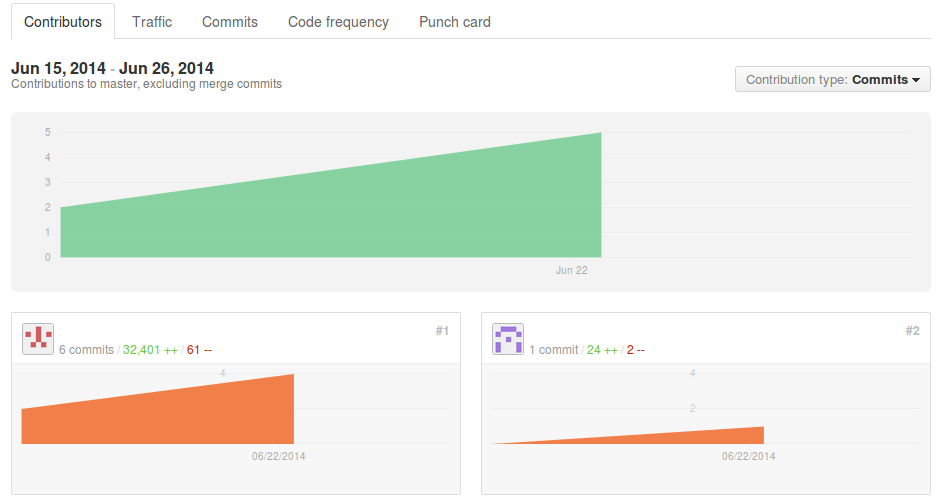 Contributors Traffic Commits Code frequency Punch card
Jun 15, 2014 - Jun 26, 2014
Contributions to master, excluding merge commits
Contribution type: Commits
5
4
3
2
1
0
Jun 22
#1
6 commits / 32,401 ++ / 61 --
4
06/22/2014
#2
1 commit / 24 ++ / 2 --
4
2
06/22/2014